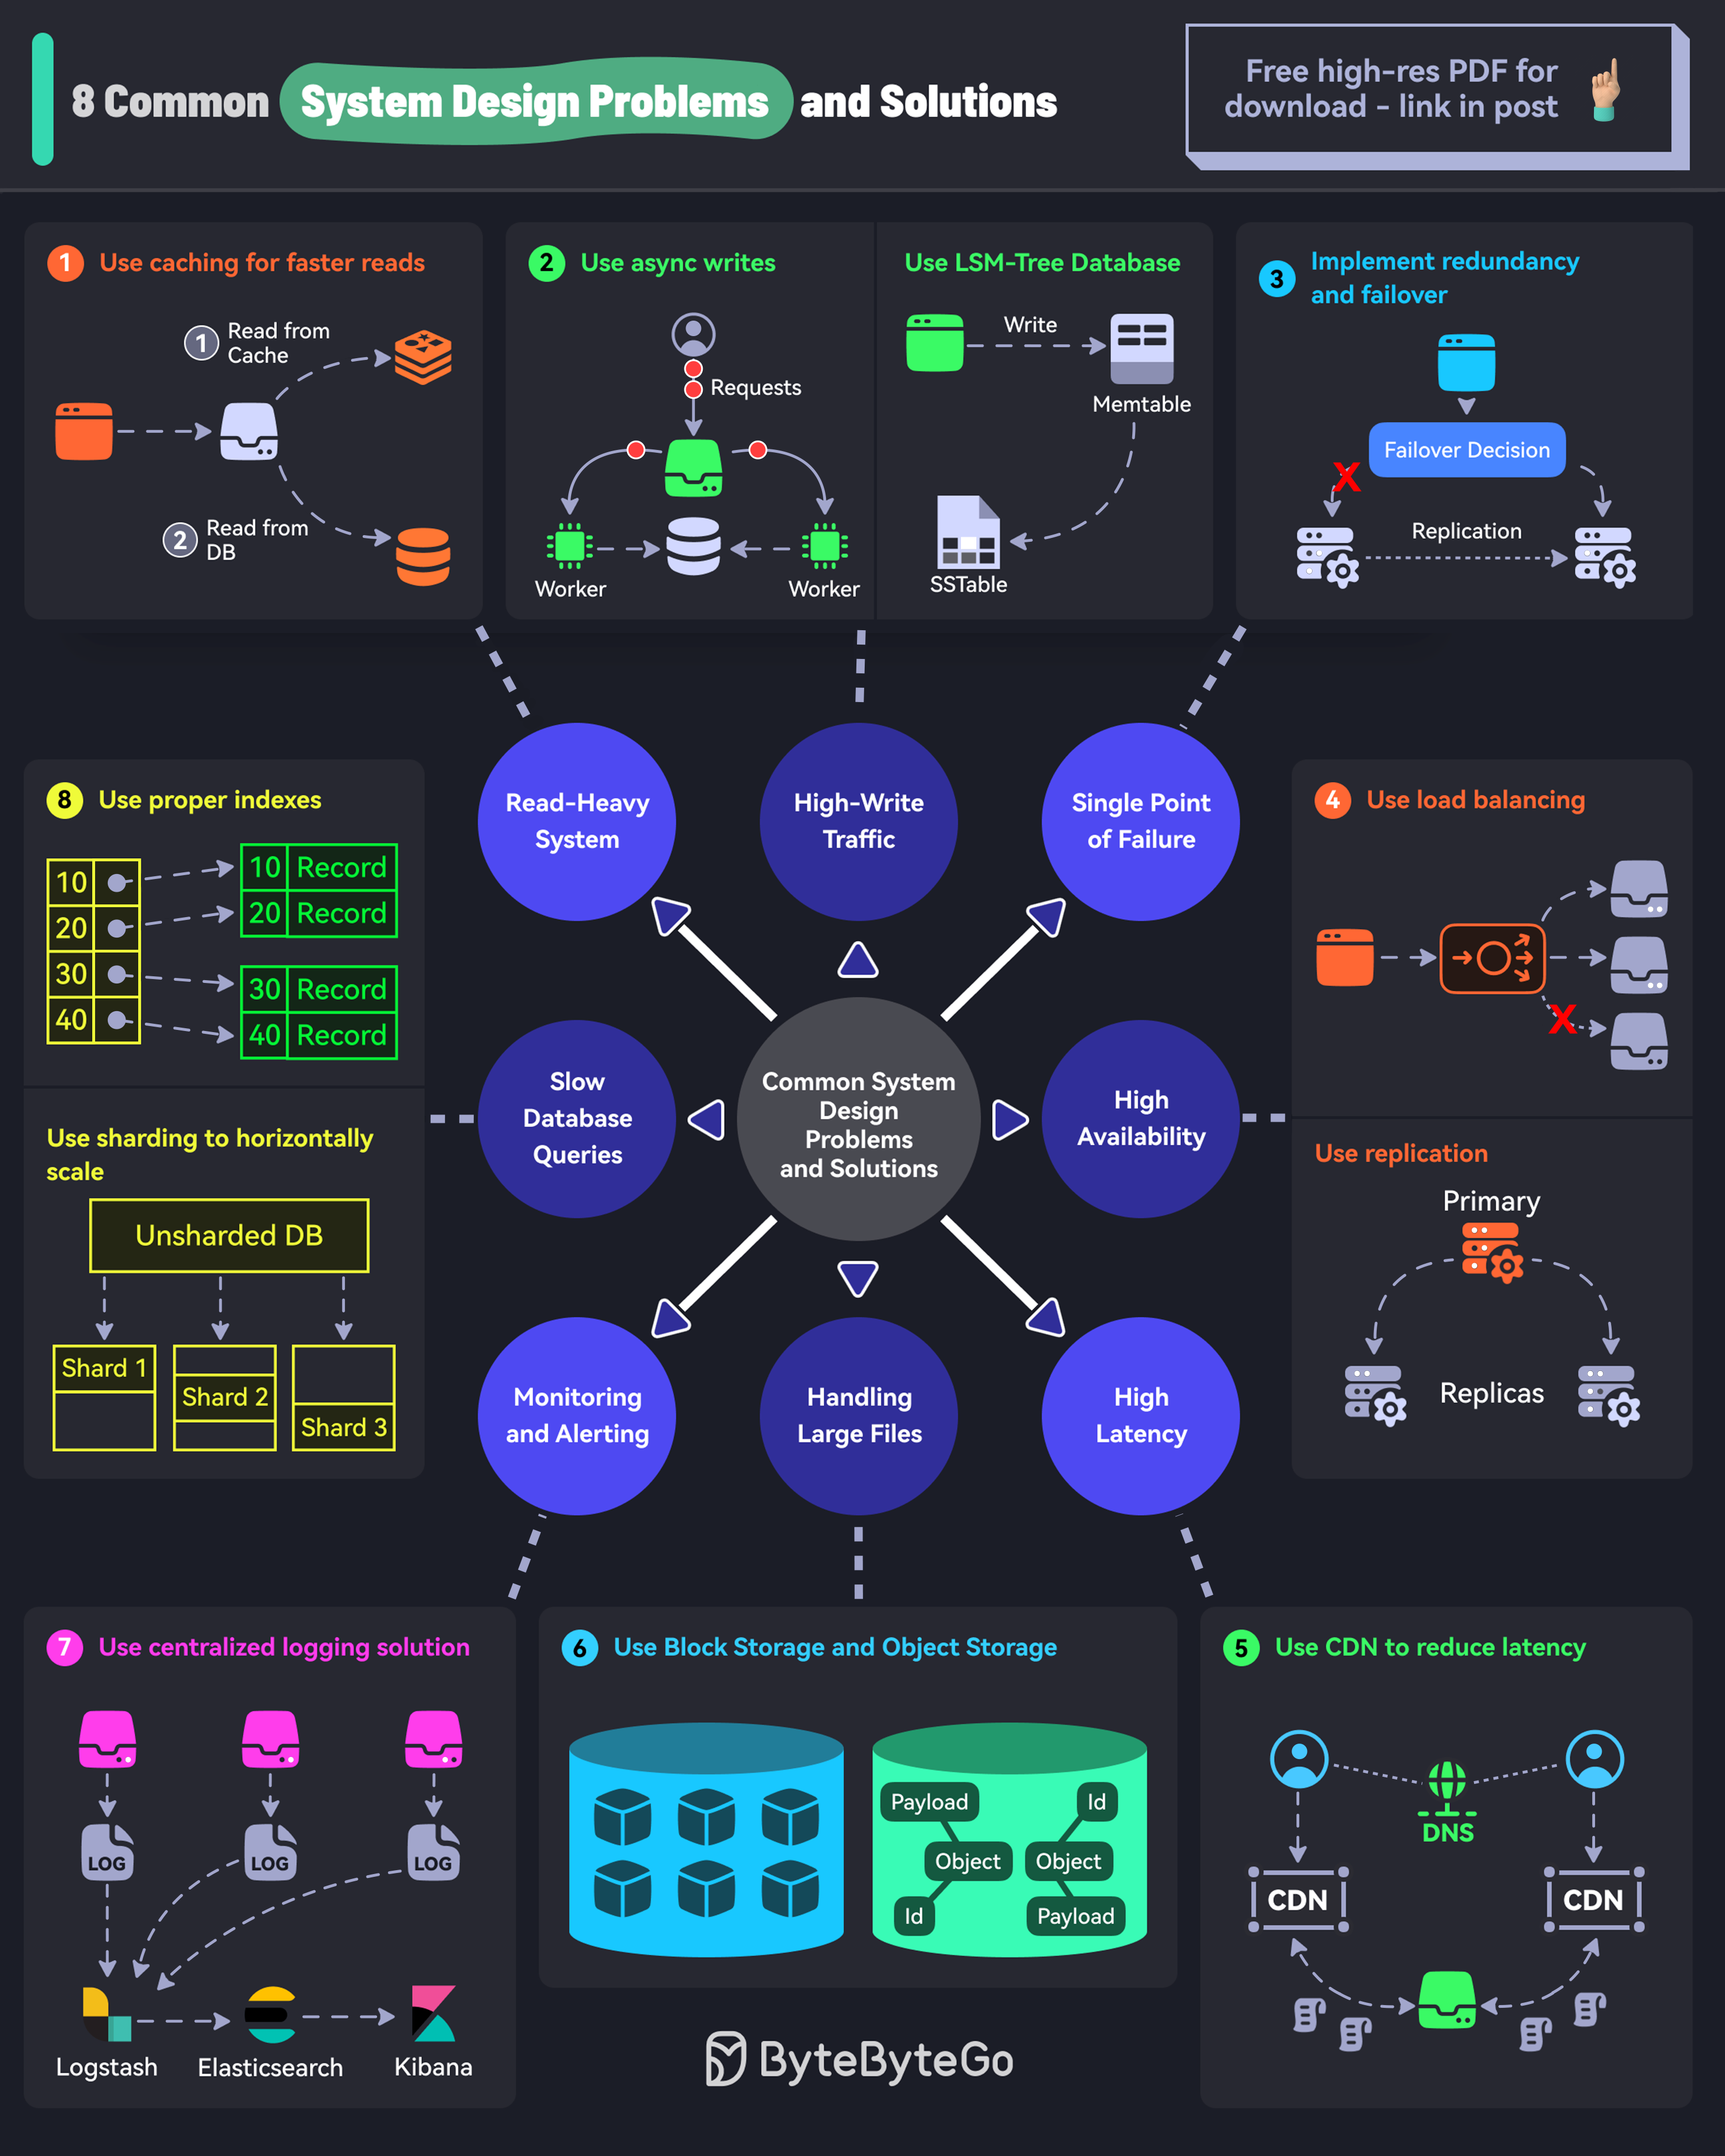 8 Common System Design Problems and Solutions
Free high-res PDF for
download - link in post
1 Use caching for faster reads
1 Read from
Cache
2 Read from
DB
2 Use async writes
Requests
Worker
Worker
Use LSM-Tree Database
Write
Memtable
SSTable
3 Implement redundancy
and failover
Failover Decision
X
Replication
Read-Heavy
System
High-Write
Traffic
Single Point
of Failure
8 Use proper indexes
10
20
30
40
10 Record
20 Record
30 Record
40 Record
Use sharding to horizontally
scale
Unsharded DB
Shard 1
Shard 2
Shard 3
Slow
Database
Queries
Common System
Design
Problems
and Solutions
High
Availability
4 Use load balancing
X
Use replication
Primary
Replicas
Monitoring
and Alerting
Handling
Large Files
High
Latency
7 Use centralized logging solution
LOG
LOG
LOG
Logstash
Elasticsearch
Kibana
6 Use Block Storage and Object Storage
Payload
Id
Object
Object
Id
Payload
5 Use CDN to reduce latency
DNS
CDN
CDN
ByteByteGo